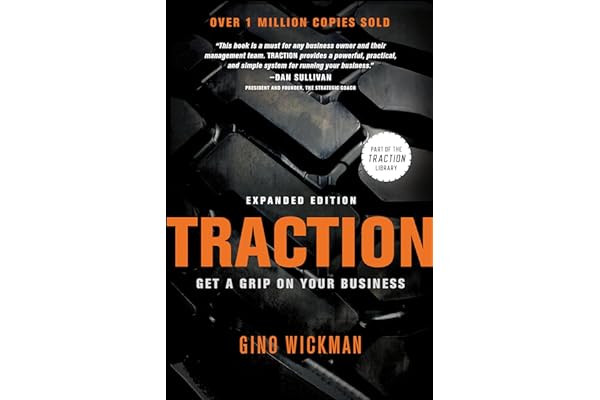 OVER 1 MILLION COPIES SOLD
"This book is a must for any business owner and their
management team. TRACTION provides a powerful, practical,
and simple system for running your business."
–DAN SULLIVAN
PRESIDENT AND FOUNDER, THE STRATEGIC COACH
PART OF THE
TRACTION
LIBRARY
EXPANDED EDITION
TRACTION
GET A GRIP ON YOUR BUSINESS
GINO WICKMAN